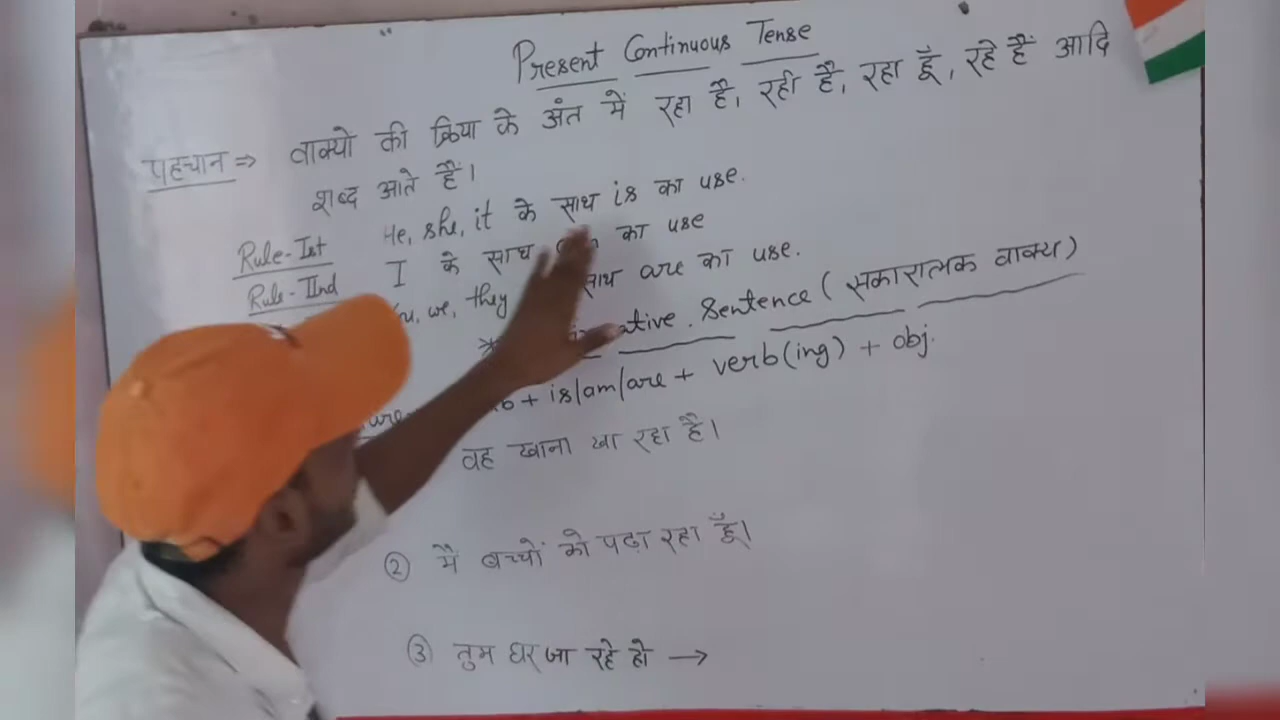 Present Continuous Tense
पहचान ⇒ वाक्यो की क्रिया के अंत में रहा है, रही है, रहा हूँ, रहे हैं आदि
शब्द आते हैं।
Rule-Ist He, she, it के साथ is का use.
Rule-IInd I के साथ का use
we, they साथ are का use.
Sentence (सकारात्मक वाक्य)
+ is/am/are + verb(ing) + obj.
वह खाना खा रहा है।
② मैं बच्चों को पढ़ा रहा हूँ।
③ तुम घर जा रहे हो →